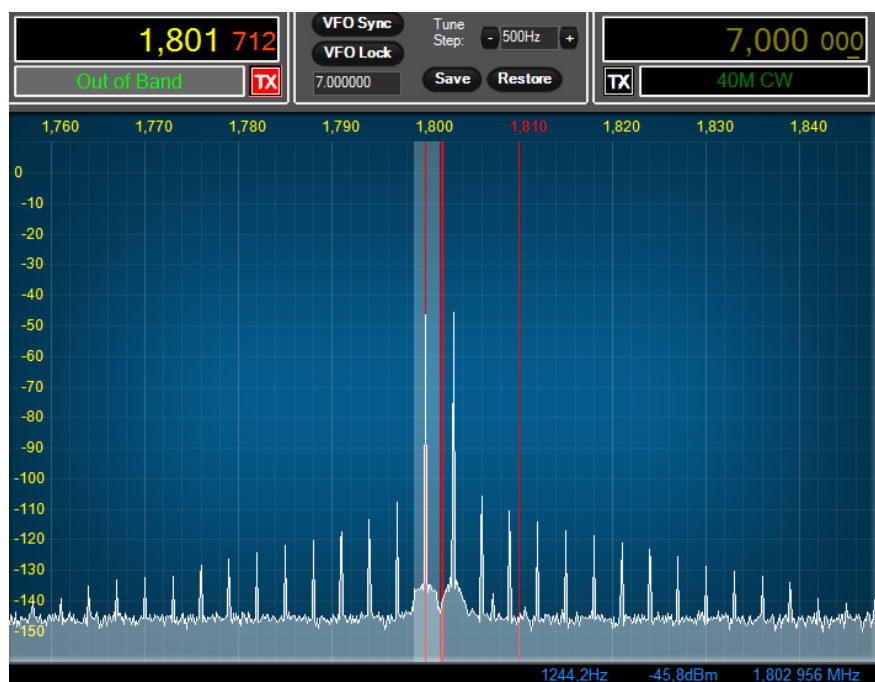 1,801 712
Out of Band TX
VFO Sync
VFO Lock
7.000000
Tune
Step: - 500Hz +
Save Restore
7,000 000
TX 40M CW
1,760 1,770 1,780 1,790 1,800 1,810 1,820 1,830 1,840
0
-10
-20
-30
-40
-50
-60
-70
-80
-90
-100
-110
-120
-130
-140
-150
1244,2Hz -45,8dBm 1,802 956 MHz